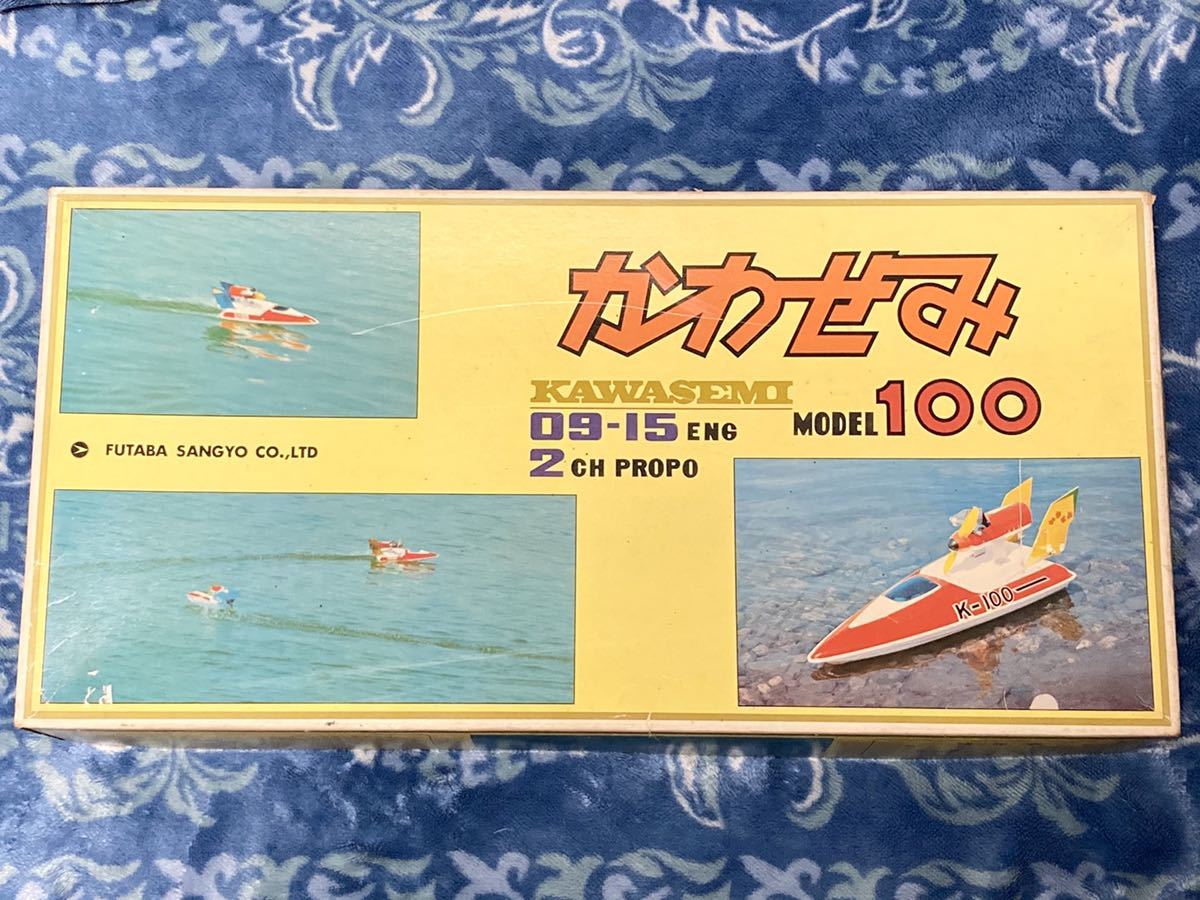 かわせみ
KAWASEMI
MODEL 100
09-15 ENG
2 CH PROPO
FUTABA SANGYO CO.,LTD
K-100